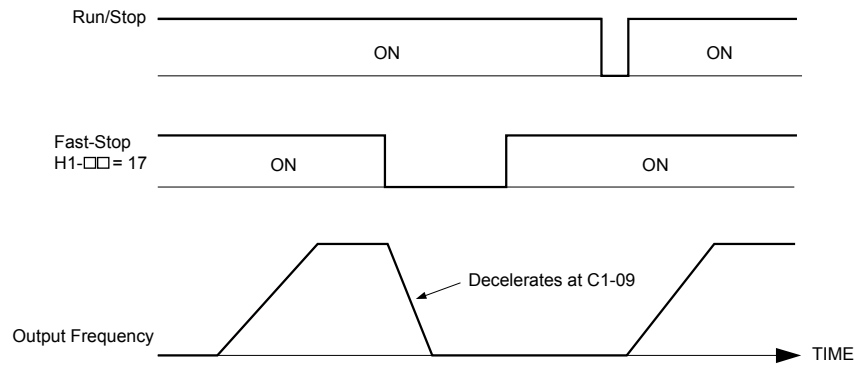 Run/Stop
ON
ON
Fast-Stop
H1-□□= 17
ON
ON
Decelerates at C1-09
Output Frequency
TIME